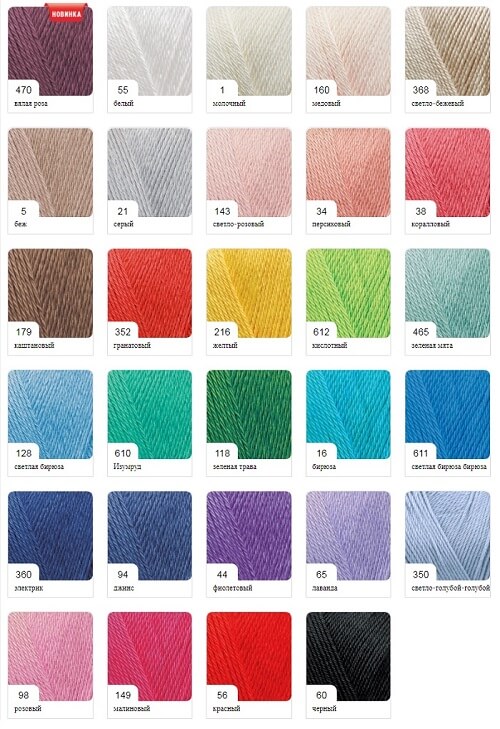 НОВИНКА
470 55 1 160 368
вялая роза белый молочный медовый светло-бежевый
5 21 143 34 38
беж серый светло-розовый персиковый коралловый
179 352 216 612 465
каштановый гранатовый желтый кислотный зеленая мята
128 610 118 16 611
светлая бирюза Изумруд зеленая трава бирюза светлая бирюза бирюза
360 94 44 65 350
электрик джинс фиолетовый лаванда светло-голубой-голубой
98 149 56 60
розовый малиновый красный черный